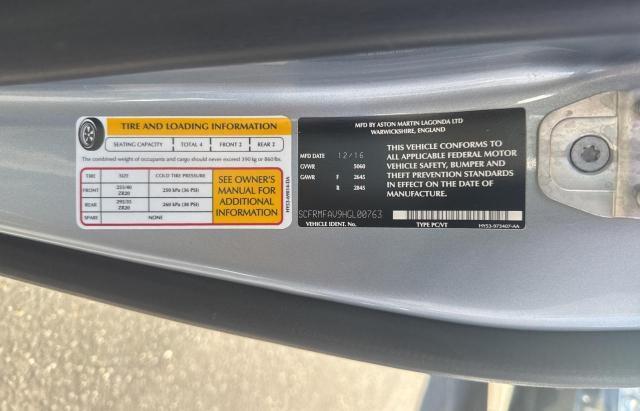 TIRE AND LOADING INFORMATION
SEATING CAPACITY TOTAL 4 FRONT 2 REAR 2
The combined weight of occupants and cargo should never exceed 390 kg or 860 lbs.
TIRE SIZE COLD TIRE PRESSURE
FRONT 255/40 ZR20 250 kPa (36 PSI)
REAR 295/35 ZR20 260 kPa (38 PSI)
SPARE NONE
SEE OWNER'S
MANUAL FOR
ADDITIONAL
INFORMATION
MFD BY ASTON MARTIN LAGONDA LTD
WARWICKSHIRE, ENGLAND
MFD DATE 12/16
GVWR 5060
GAWR F 2645
R 2845
THIS VEHICLE CONFORMS TO
ALL APPLICABLE FEDERAL MOTOR
VEHICLE SAFETY, BUMPER AND
THEFT PREVENTION STANDARDS
IN EFFECT ON THE DATE OF
MANUFACTURE.
SCFRMFAV9HGL00763
VEHICLE IDENT. No. TYPE PC/VT HY53-973407-AA